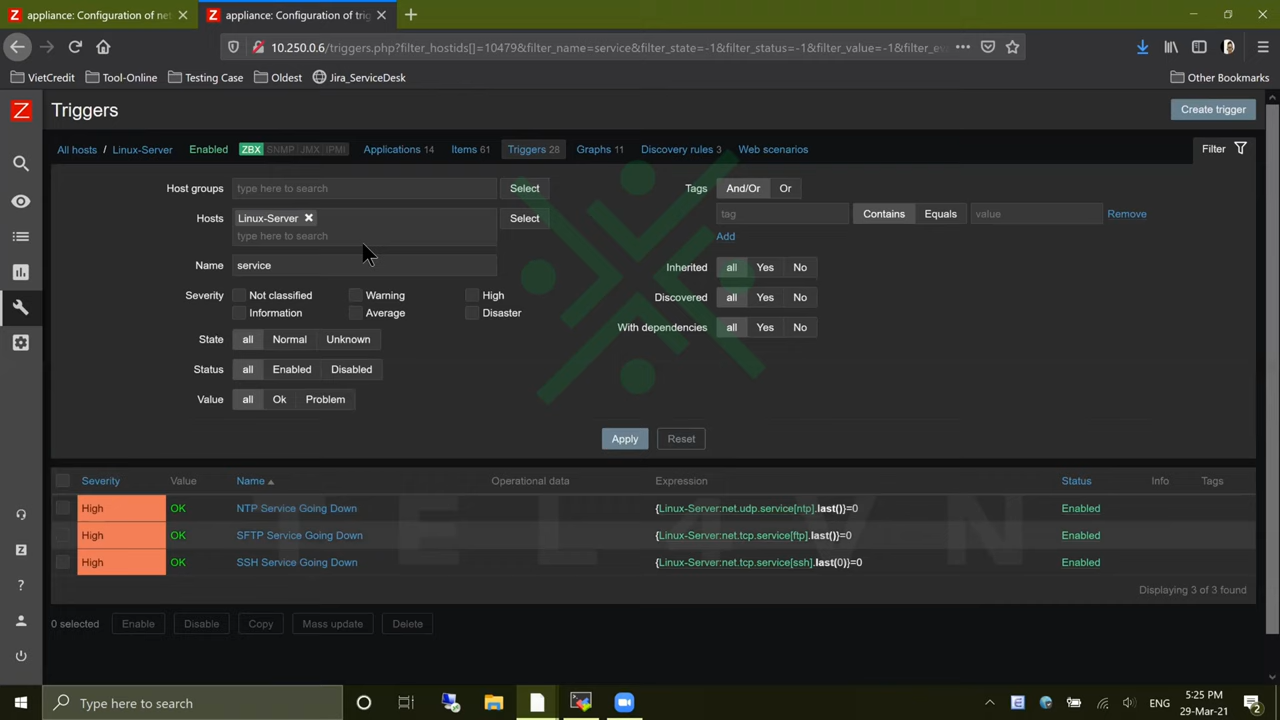 appliance: Configuration of net
appliance: Configuration of trig
10.250.0.6/triggers.php?filter_hostids[]=10479&filter_name=service&filter_state=-1&filter_status=-1&filter_value=-1&filter_ev
VietCredit
Tool-Online
Testing Case
Oldest
Jira_ServiceDesk
Other Bookmarks
Z
Triggers
Create trigger
All hosts / Linux-Server Enabled ZBX SNMP JMX IPMI Applications 14 Items 61 Triggers 28 Graphs 11 Discovery rules 3 Web scenarios
Filter
Host groups type here to search Select
Hosts Linux-Server Select
type here to search
Name service
Severity Not classified Warning High
Information Average Disaster
State all Normal Unknown
Status all Enabled Disabled
Value all Ok Problem
Tags And/Or Or
tag Contains Equals value Remove
Add
Inherited all Yes No
Discovered all Yes No
With dependencies all Yes No
Apply Reset
Severity Value Name Operational data Expression Status Info Tags
High OK NTP Service Going Down {Linux-Server:net.udp.service[ntp].last()}=0 Enabled
High OK SFTP Service Going Down {Linux-Server:net.tcp.service[ftp].last()}=0 Enabled
High OK SSH Service Going Down {Linux-Server:net.tcp.service[ssh].last(0)}=0 Enabled
TEL4VN
Displaying 3 of 3 found
0 selected Enable Disable Copy Mass update Delete
Type here to search
ENG
5:25 PM
29-Mar-21
2